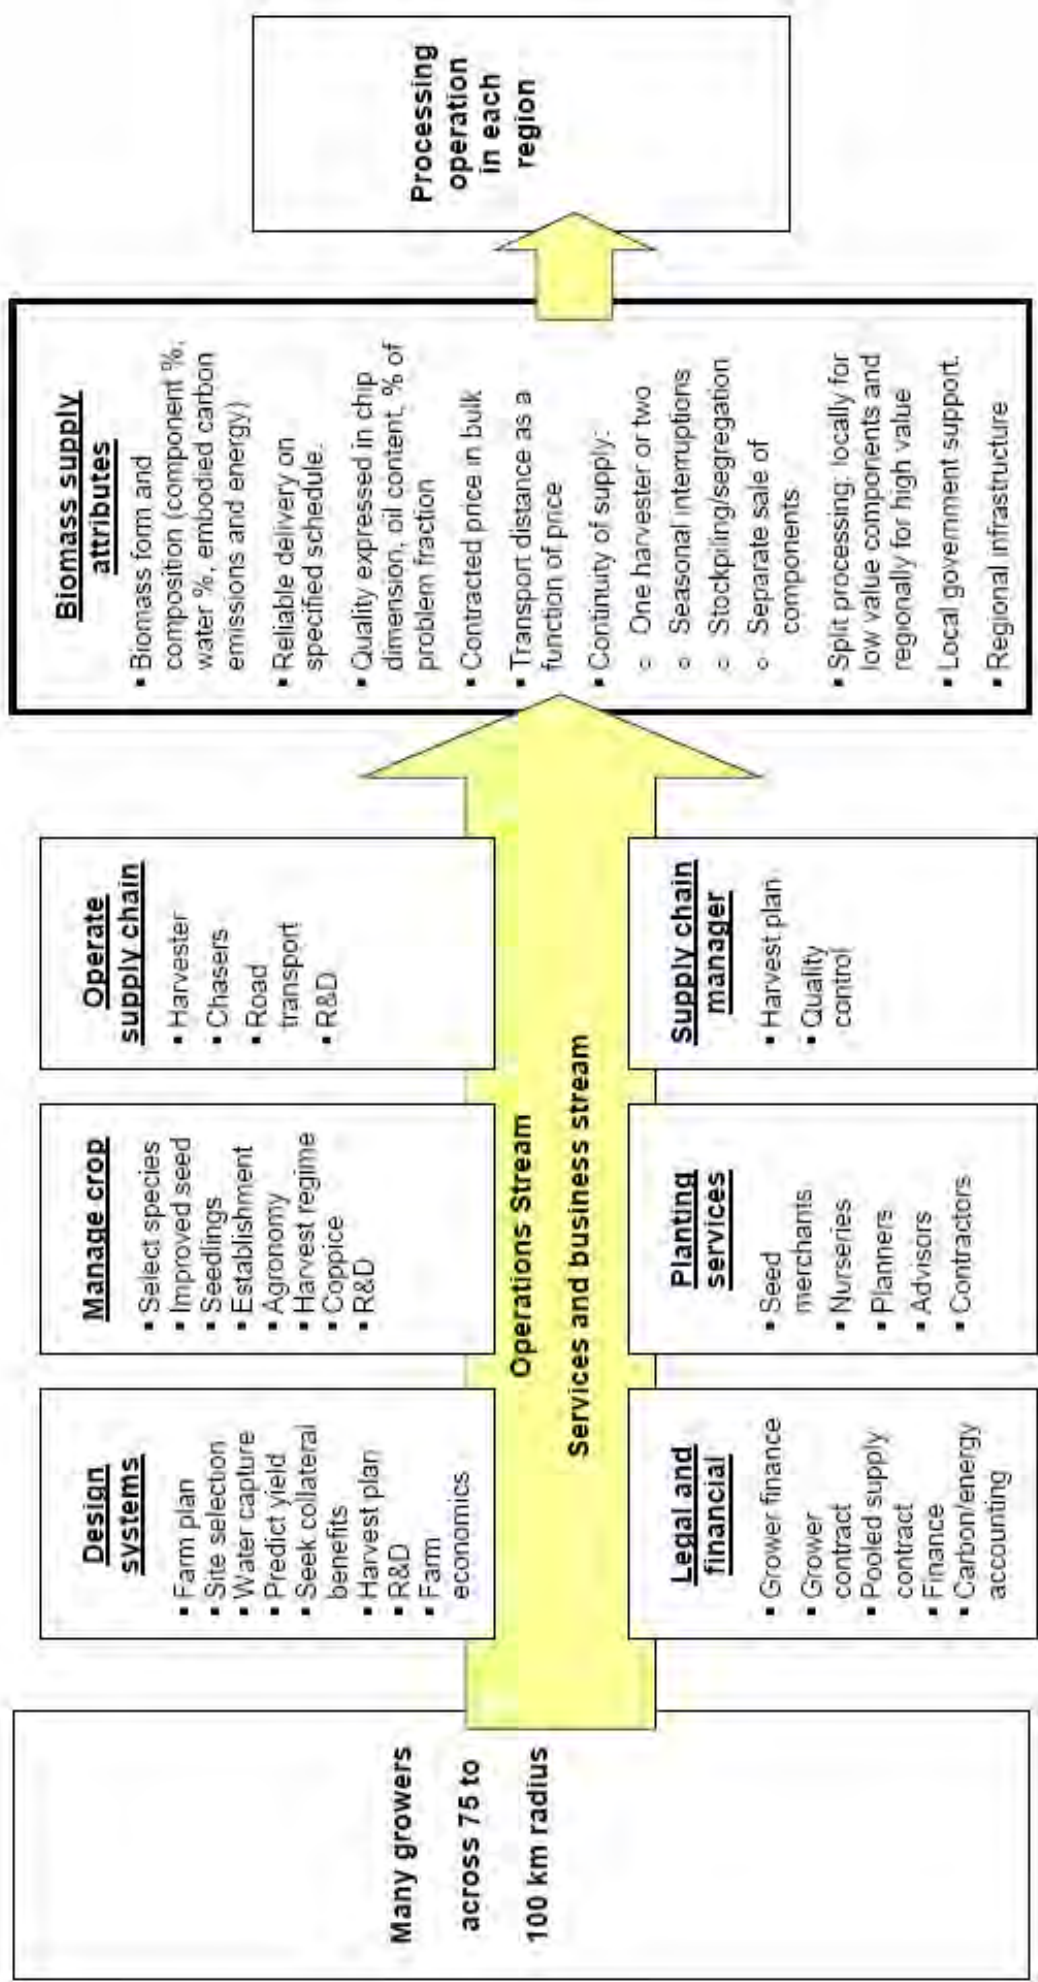 Many growers
across 75 to
100 km radius
Design
systems
▪ Farm plan
▪ Site selection
▪ Water capture
▪ Predict yield
▪ Seek collateral
benefits
▪ Harvest plan
▪ R&D
▪ Farm
economics
Manage crop
▪ Select species
▪ Improved seed
▪ Seedlings
▪ Establishment
▪ Agronomy
▪ Harvest regime
▪ Coppice
▪ R&D
Operate
supply chain
▪ Harvester
▪ Chasers
▪ Road
transport
▪ R&D
Operations Stream
Services and business stream
Legal and
financial
▪ Grower finance
▪ Grower
contract
▪ Pooled supply
contract
▪ Finance
▪ Carbon/energy
accounting
Planting
services
▪ Seed
merchants
▪ Nurseries
▪ Planners
▪ Advisors
▪ Contractors
Supply chain
manager
▪ Harvest plan
▪ Quality
control
Biomass supply
attributes
▪ Biomass form and
composition (component %,
water %, embodied carbon
emissions and energy)
▪ Reliable delivery on
specified schedule.
▪ Quality expressed in chip
dimension, oil content, % of
problem fraction
▪ Contracted price in bulk
▪ Transport distance as a
function of price
▪ Continuity of supply:
○ One harvester or two
○ Seasonal interruptions
○ Stockpiling/segregation
○ Separate sale of
components
▪ Split processing; locally for
low value components and
regionally for high value
▪ Local government support.
▪ Regional infrastructure
Processing
operation
in each
region